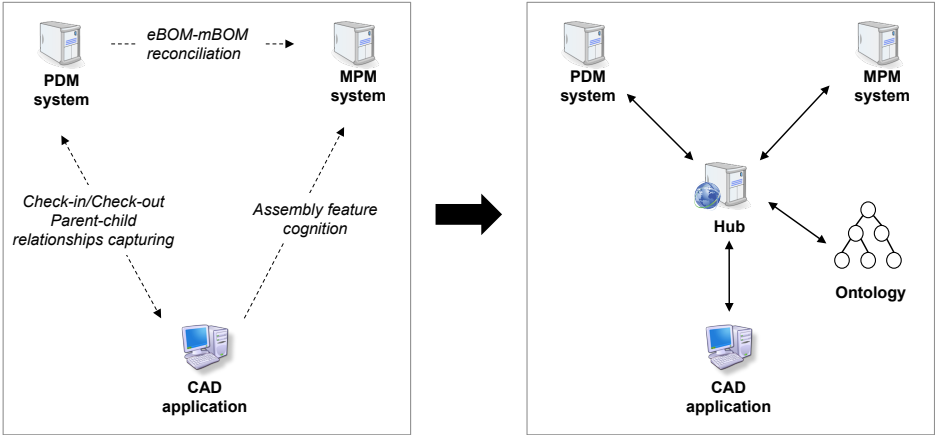 eBOM-mBOM
reconciliation
PDM
system
MPM
system
Check-in/Check-out
Parent-child
relationships capturing
Assembly feature
cognition
CAD
application
PDM
system
MPM
system
Hub
Ontology
CAD
application